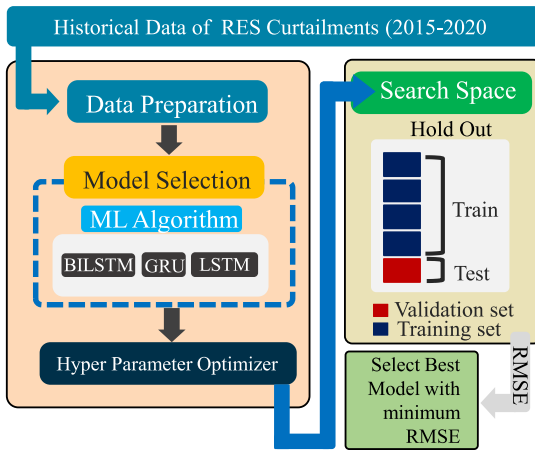 Historical Data of RES Curtailments (2015-2020
Data Preparation
Model Selection
ML Algorithm
BILSTM GRU LSTM
Hyper Parameter Optimizer
Search Space
Hold Out
Train
Test
Validation set
Training set
RMSE
Select Best
Model with
minimum
RMSE